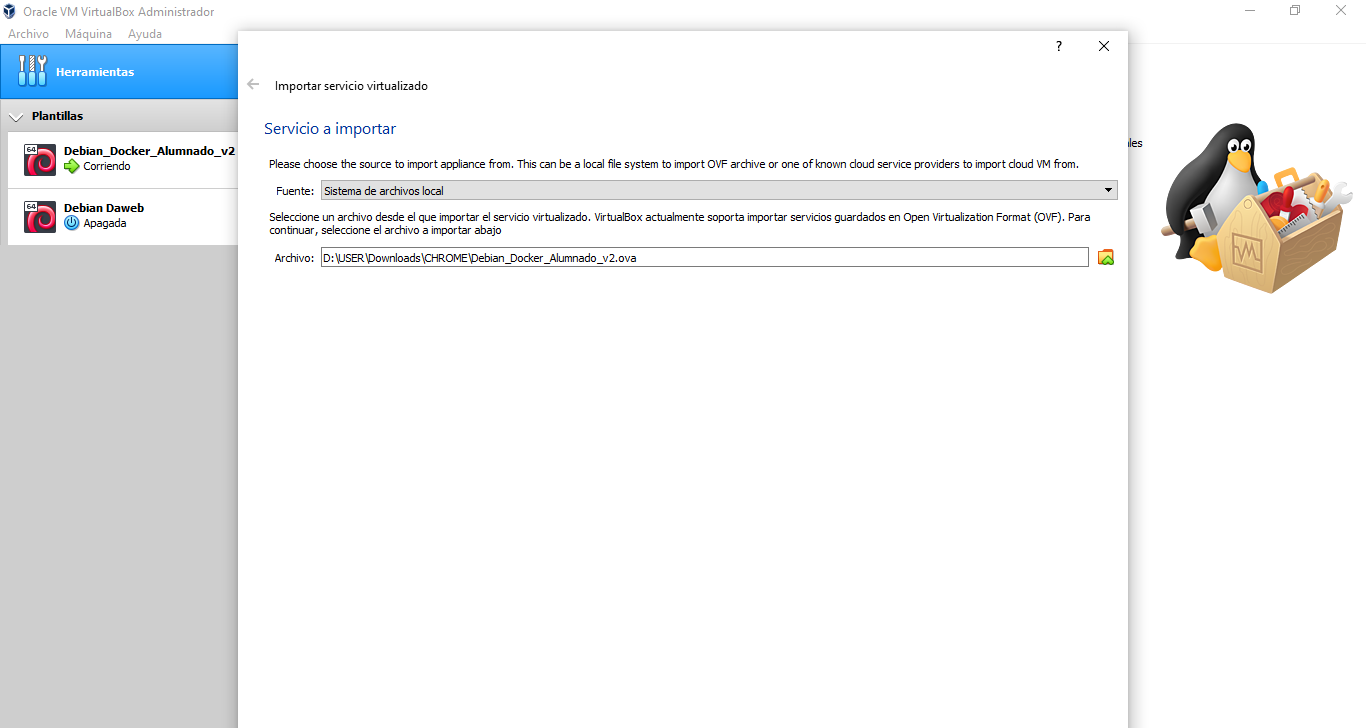 Oracle VM VirtualBox Administrador
Archivo Máquina Ayuda
Herramientas
Plantillas
64
Debian_Docker_Alumnado_v2
Corriendo
64
Debian Daweb
Apagada
?
Importar servicio virtualizado
Servicio a importar
Please choose the source to import appliance from. This can be a local file system to import OVF archive or one of known cloud service providers to import cloud VM from.
Fuente: Sistema de archivos local
Seleccione un archivo desde el que importar el servicio virtualizado. VirtualBox actualmente soporta importar servicios guardados en Open Virtualization Format (OVF). Para
continuar, seleccione el archivo a importar abajo
Archivo: D:\USER\Downloads\CHROME\Debian_Docker_Alumnado_v2.ova
ales